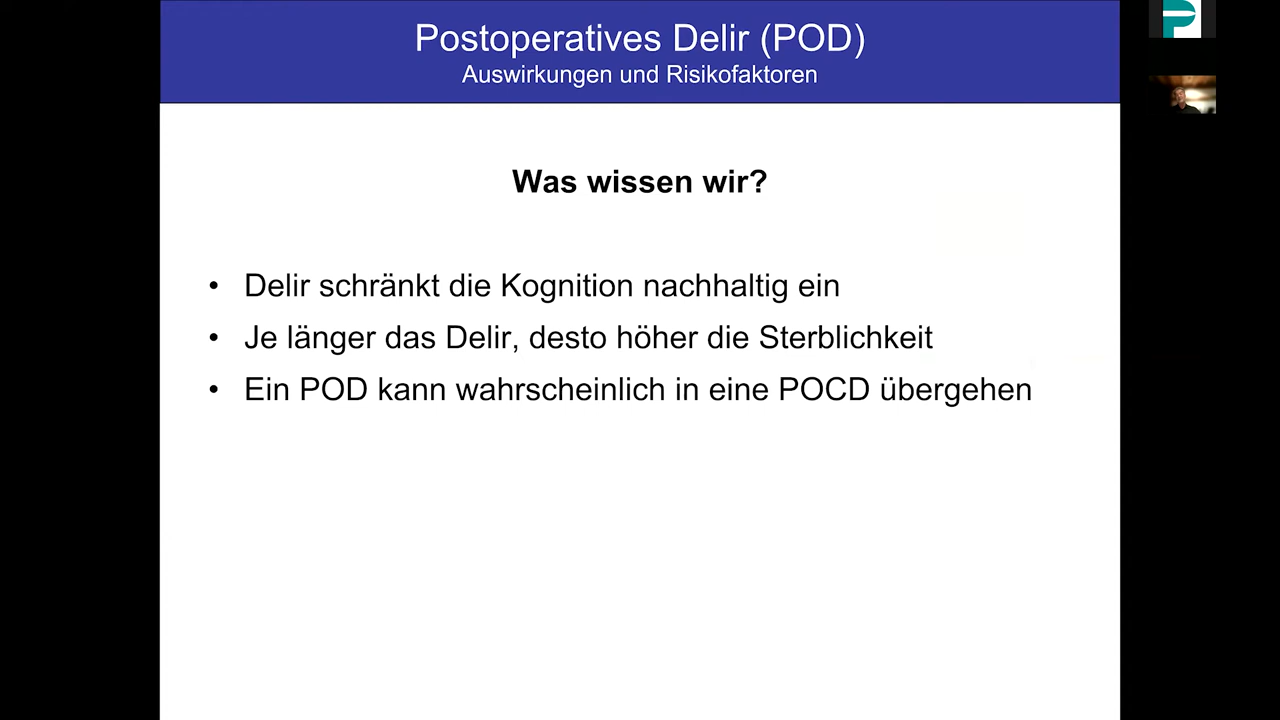 Postoperatives Delir (POD)
Auswirkungen und Risikofaktoren
Was wissen wir?
• Delir schränkt die Kognition nachhaltig ein
• Je länger das Delir, desto höher die Sterblichkeit
• Ein POD kann wahrscheinlich in eine POCD übergehen